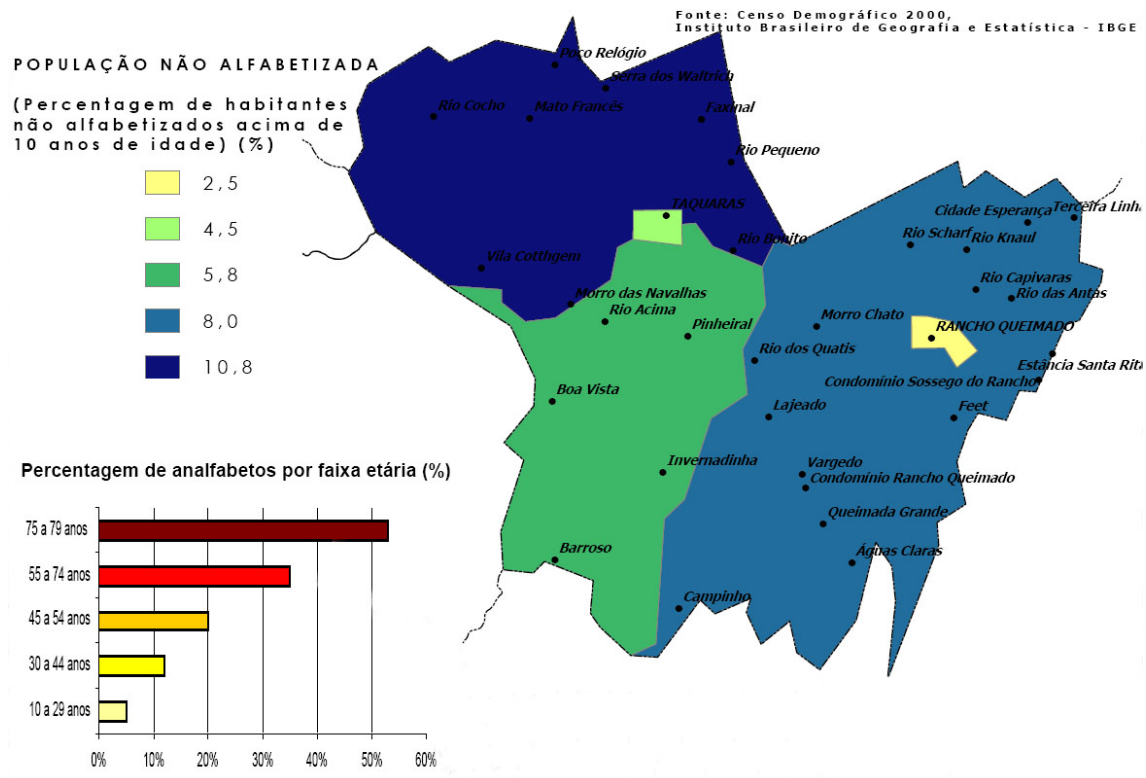 Fonte: Censo Demográfico 2000,
Instituto Brasileiro de Geografia e Estatística - IBGE
POPULAÇÃO NÃO ALFABETIZADA
(Percentagem de habitantes
não alfabetizados acima de
10 anos de idade) (%)
2,5
4,5
5,8
8,0
10,8
Poço Relógio
Serra dos Waltrich
Rio Cocho
Mato Francês
Faxinal
Rio Pequeno
TAQUARAS
Rio Bonito
Vila Cotthgem
Morro das Navalhas
Rio Acima
Pinheiral
Boa Vista
Invernadinha
Barroso
Campinho
Cidade Esperança
Terceira Linh
Rio Scharf
Rio Knaul
Rio Capivaras
Rio das Antas
Morro Chato
RANCHO QUEIMADO
Rio dos Quatis
Estância Santa Rit
Condomínio Sossego do Rancho
Lajeado
Feet
Vargedo
Condomínio Rancho Queimado
Queimada Grande
Águas Claras
Percentagem de analfabetos por faixa etária (%)
75 a 79 anos
55 a 74 anos
45 a 54 anos
30 a 44 anos
10 a 29 anos
0%
10%
20%
30%
40%
50%
60%